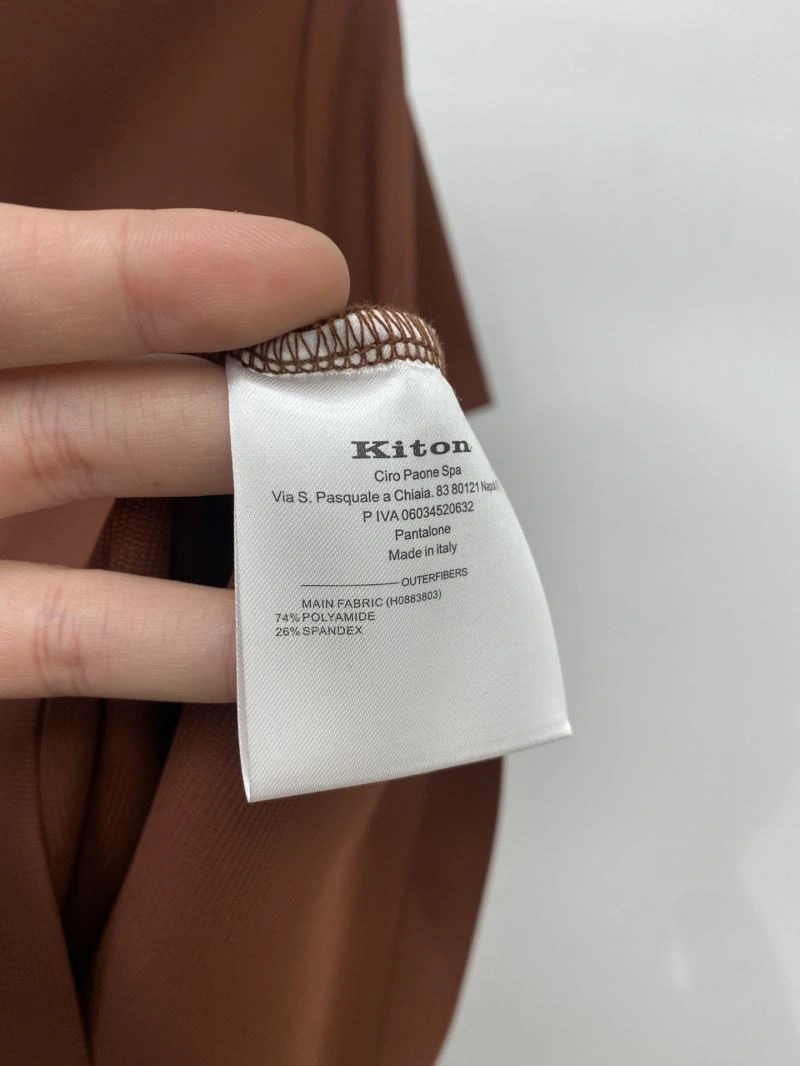 Kiton
Ciro Paone Spa
Via S. Pasquale a Chiaia. 83 80121 Napoli
P IVA 06034520632
Pantalone
Made in italy
OUTERFIBERS
MAIN FABRIC (H0883803)
74% POLYAMIDE
26% SPANDEX